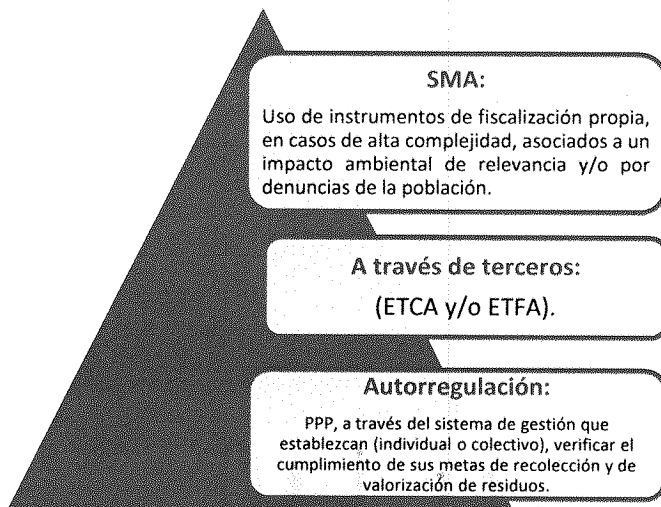 SMA:
Uso de instrumentos de fiscalización propia,
en casos de alta complejidad, asociados a un
impacto ambiental de relevancia y/o por
denuncias de la población.
A través de terceros:
(ETCA y/o ETFA).
Autorregulación:
PPP, a través del sistema de gestión que
establezcan (individual o colectivo), verificar el
cumplimiento de sus metas de recolección y de
valorización de residuos.